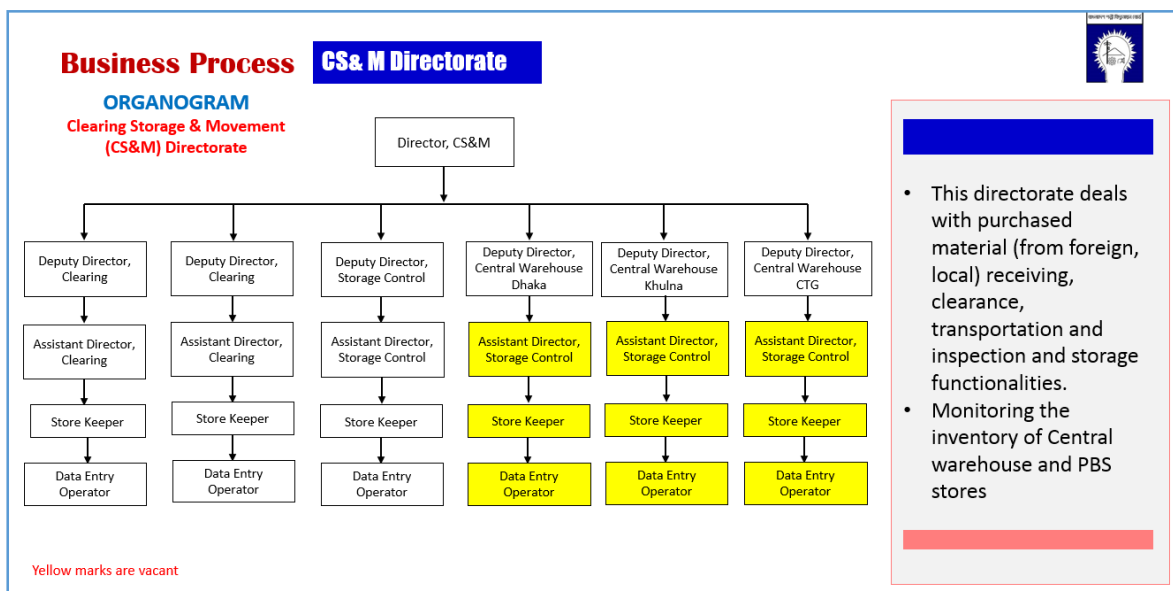 বাংলাদেশ পল্লী বিদ্যুতায়ন বোর্ড
Business Process
CS& M Directorate
ORGANOGRAM
Clearing Storage & Movement
(CS&M) Directorate
Director, CS&M
Deputy Director,
Clearing
Deputy Director,
Clearing
Deputy Director,
Storage Control
Deputy Director,
Central Warehouse
Dhaka
Deputy Director,
Central Warehouse
Khulna
Deputy Director,
Central Warehouse
CTG
Assistant Director,
Clearing
Assistant Director,
Clearing
Assistant Director,
Storage Control
Assistant Director,
Storage Control
Assistant Director,
Storage Control
Assistant Director,
Storage Control
Store Keeper
Store Keeper
Store Keeper
Store Keeper
Store Keeper
Store Keeper
Data Entry
Operator
Data Entry
Operator
Data Entry
Operator
Data Entry
Operator
Data Entry
Operator
Data Entry
Operator
Yellow marks are vacant
• This directorate deals
with purchased
material (from foreign,
local) receiving,
clearance,
transportation and
inspection and storage
functionalities.
• Monitoring the
inventory of Central
warehouse and PBS
stores